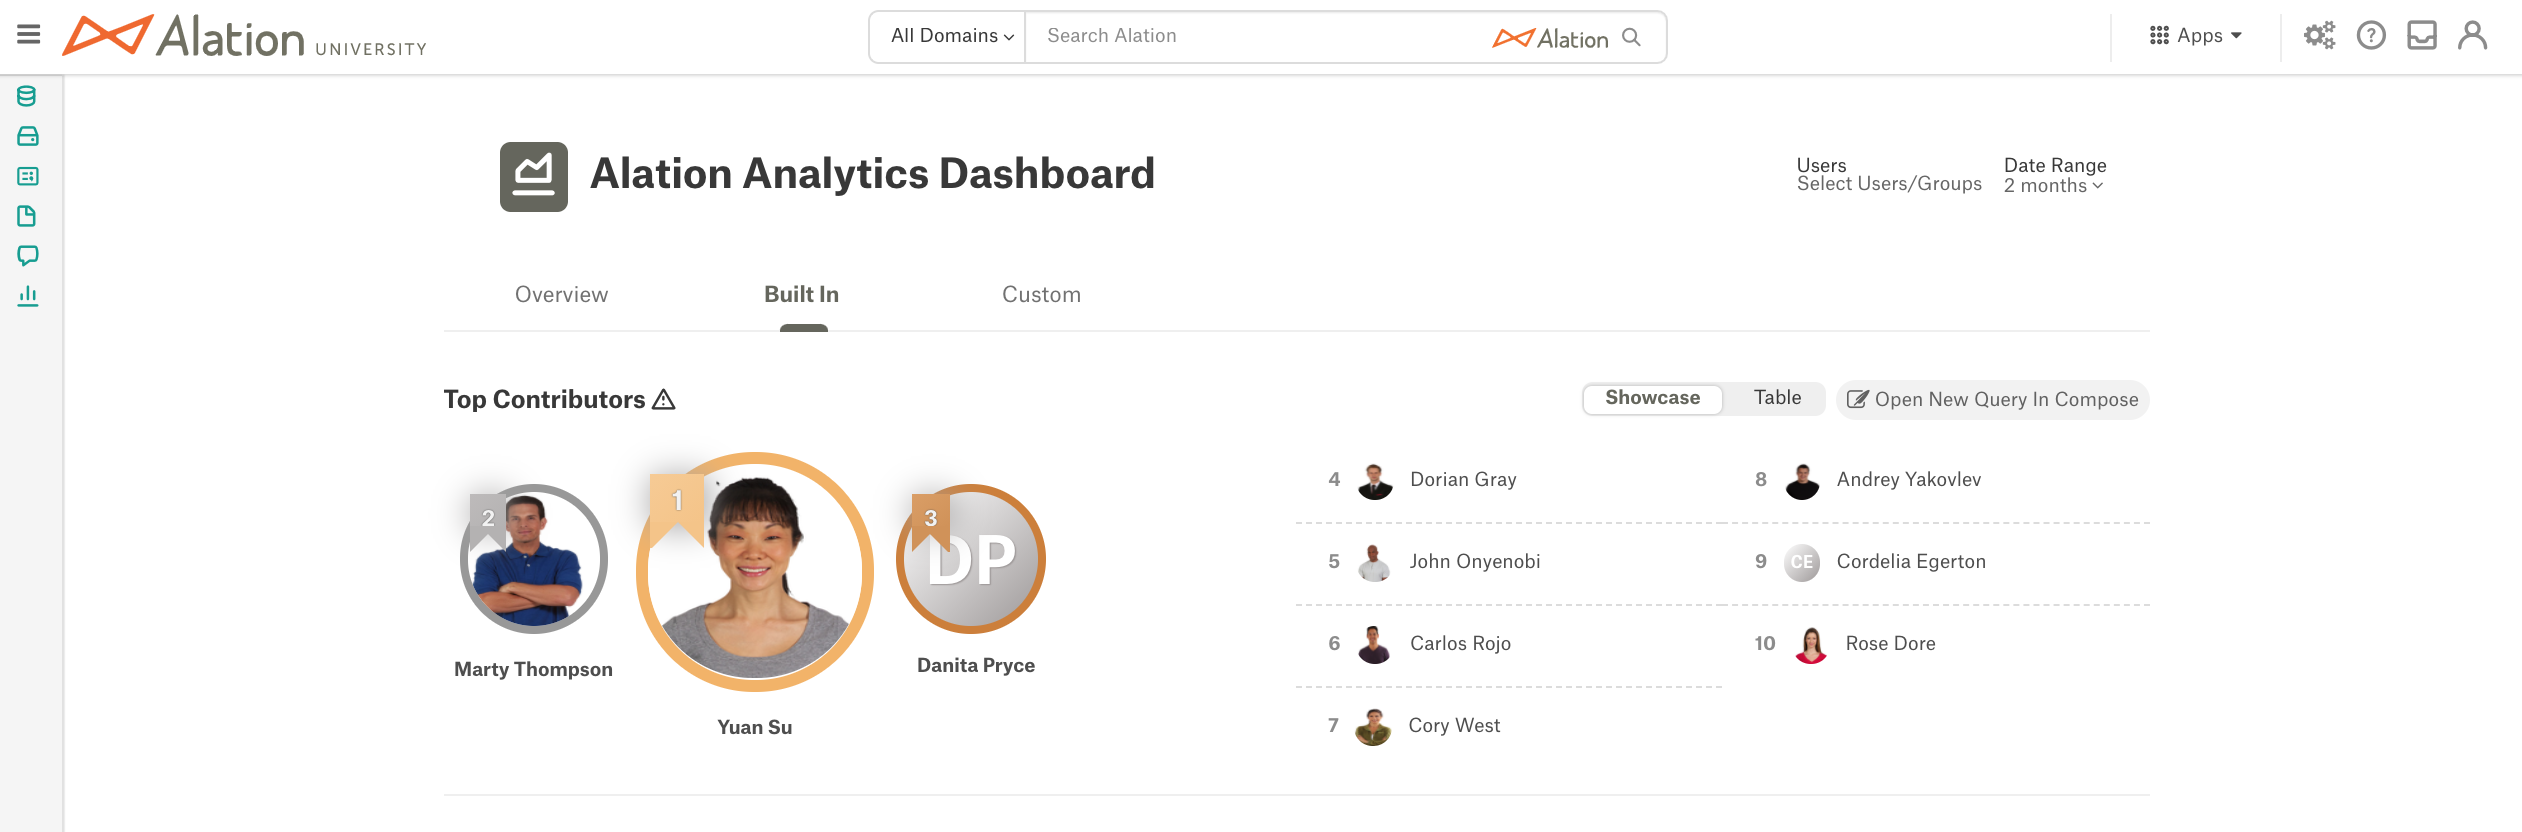 Alation UNIVERSITY
All Domains
Search Alation
Alation
Apps
?
Alation Analytics Dashboard
Users
Select Users/Groups
Date Range
2 months
Overview
Built In
Custom
Top Contributors
Showcase
Table
Open New Query In Compose
2
Marty Thompson
1
Yuan Su
3
DP
Danita Pryce
4 Dorian Gray
5 John Onyenobi
6 Carlos Rojo
7 Cory West
8 Andrey Yakovlev
9 CE Cordelia Egerton
10 Rose Dore